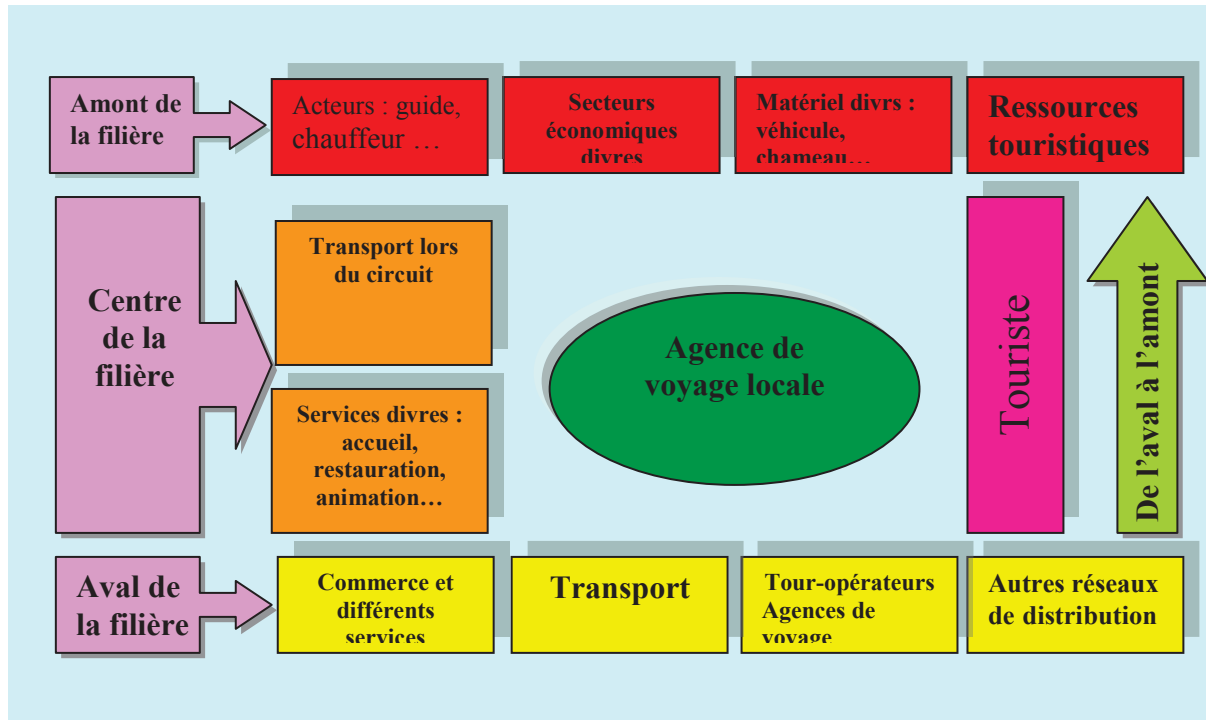 Amont de
la filière
Acteurs : guide,
chauffeur …
Secteurs
économiques
divres
Matériel divrs :
véhicule,
chameau…
Ressources
touristiques
Centre
de la
filière
Transport lors
du circuit
Services divres :
accueil,
restauration,
animation…
Agence de
voyage locale
Touriste
De l’aval à l’amont
Aval de
la filière
Commerce et
différents
services
Transport
Tour-opérateurs
Agences de
voyage
Autres réseaux
de distribution